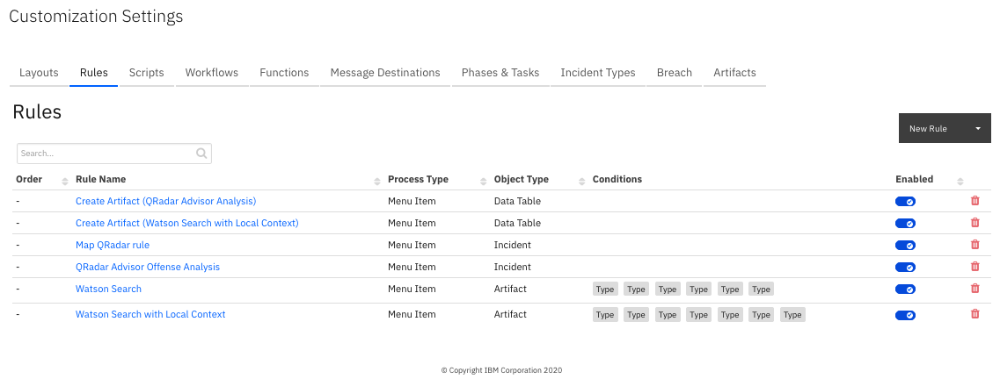 Customization Settings
Layouts Rules Scripts Workflows Functions Message Destinations Phases & Tasks Incident Types Breach Artifacts
Rules
New Rule
Search...
Order Rule Name Process Type Object Type Conditions Enabled
- Create Artifact (QRadar Advisor Analysis) Menu Item Data Table
- Create Artifact (Watson Search with Local Context) Menu Item Data Table
- Map QRadar rule Menu Item Incident
- QRadar Advisor Offense Analysis Menu Item Incident
- Watson Search Menu Item Artifact Type Type Type Type Type Type
- Watson Search with Local Context Menu Item Artifact Type Type Type Type Type Type Type
© Copyright IBM Corporation 2020